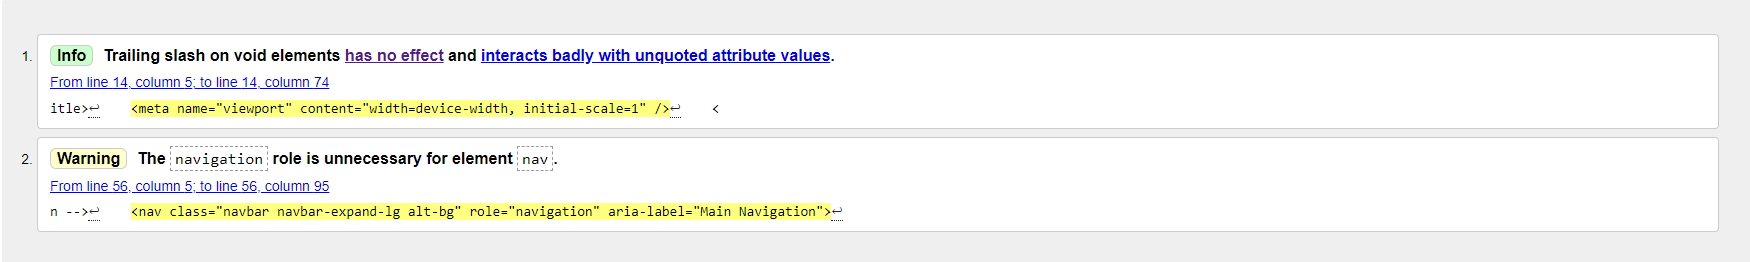 1. Info Trailing slash on void elements has no effect and interacts badly with unquoted attribute values.
From line 14, column 5; to line 14, column 74
itle>↩ <meta name="viewport" content="width=device-width, initial-scale=1" />↩ <
2. Warning The navigation role is unnecessary for element nav.
From line 56, column 5; to line 56, column 95
n -->↩ <nav class="navbar navbar-expand-lg alt-bg" role="navigation" aria-label="Main Navigation">↩